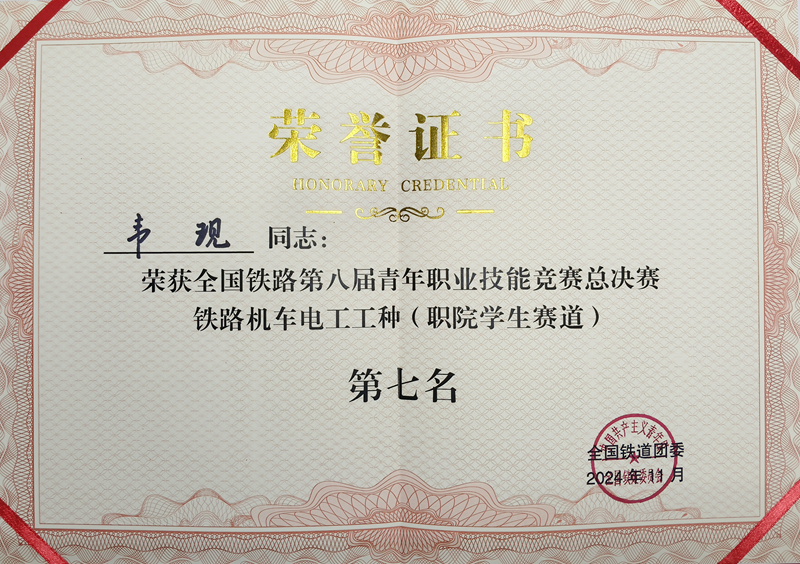 荣誉证书
HONORARY CREDENTIAL
韦 现 同志：
荣获全国铁路第八届青年职业技能竞赛总决赛
铁路机车电工工种（职院学生赛道）
第七名
全国铁道团委
2024年11月